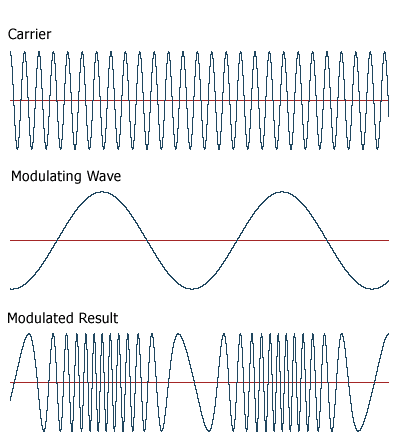 Carrier
Modulating Wave
Modulated Result